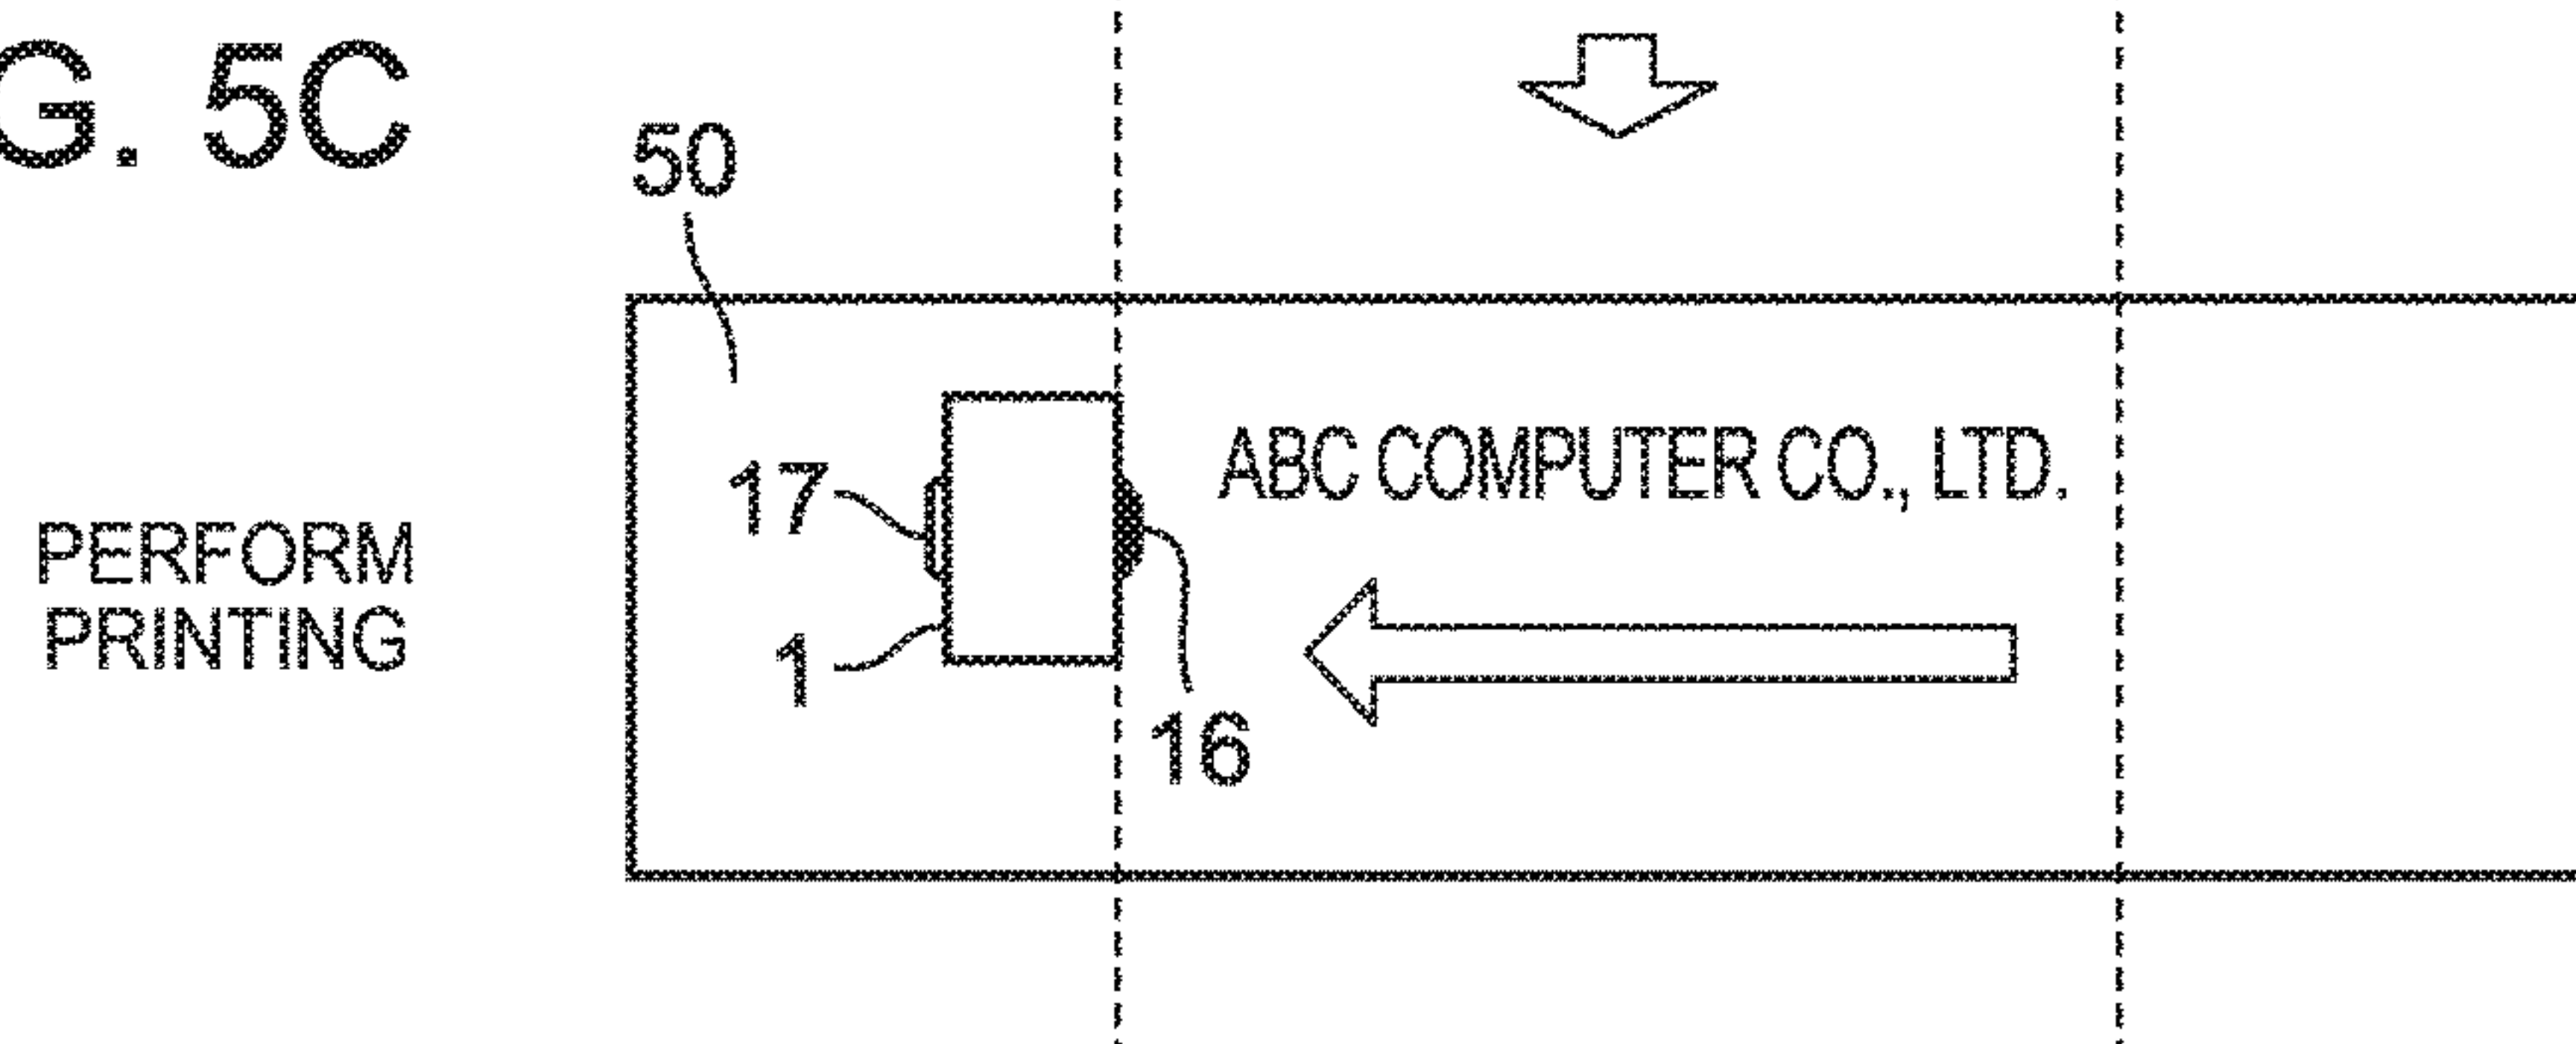 G. 5C
50
17
ABC COMPUTER CO., LTD.
PERFORM
PRINTING
1
16